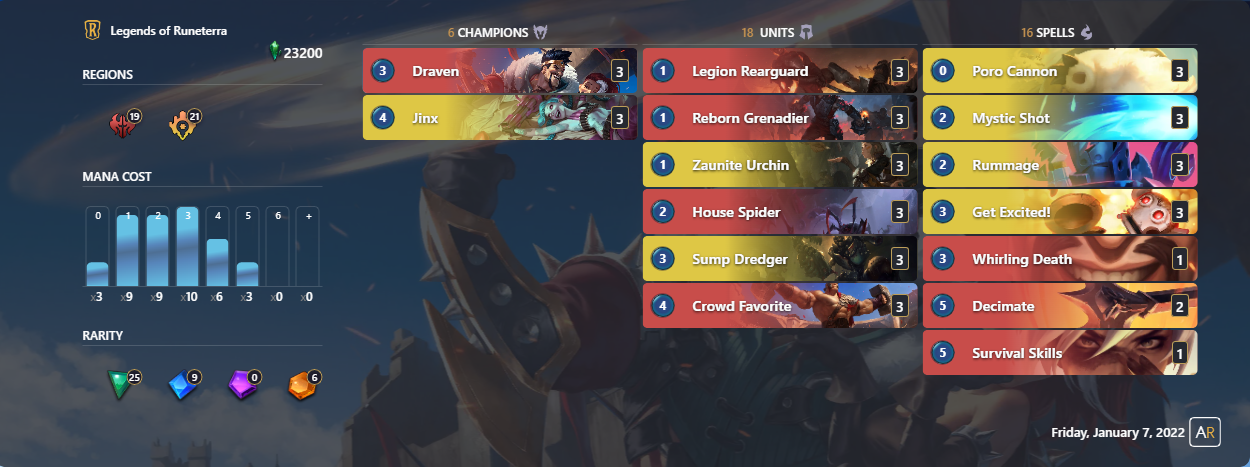 Legends of Runeterra
23200
REGIONS
19 21
MANA COST
0 1 2 3 4 5 6 +
x3 x9 x9 x10 x6 x3 x0 x0
RARITY
25 9 0 6
6 CHAMPIONS
3 Draven 3
4 Jinx 3
18 UNITS
1 Legion Rearguard 3
1 Reborn Grenadier 3
1 Zaunite Urchin 3
2 House Spider 3
3 Sump Dredger 3
4 Crowd Favorite 3
16 SPELLS
0 Poro Cannon 3
2 Mystic Shot 3
2 Rummage 3
3 Get Excited! 3
3 Whirling Death 1
5 Decimate 2
5 Survival Skills 1
Friday, January 7, 2022 AR